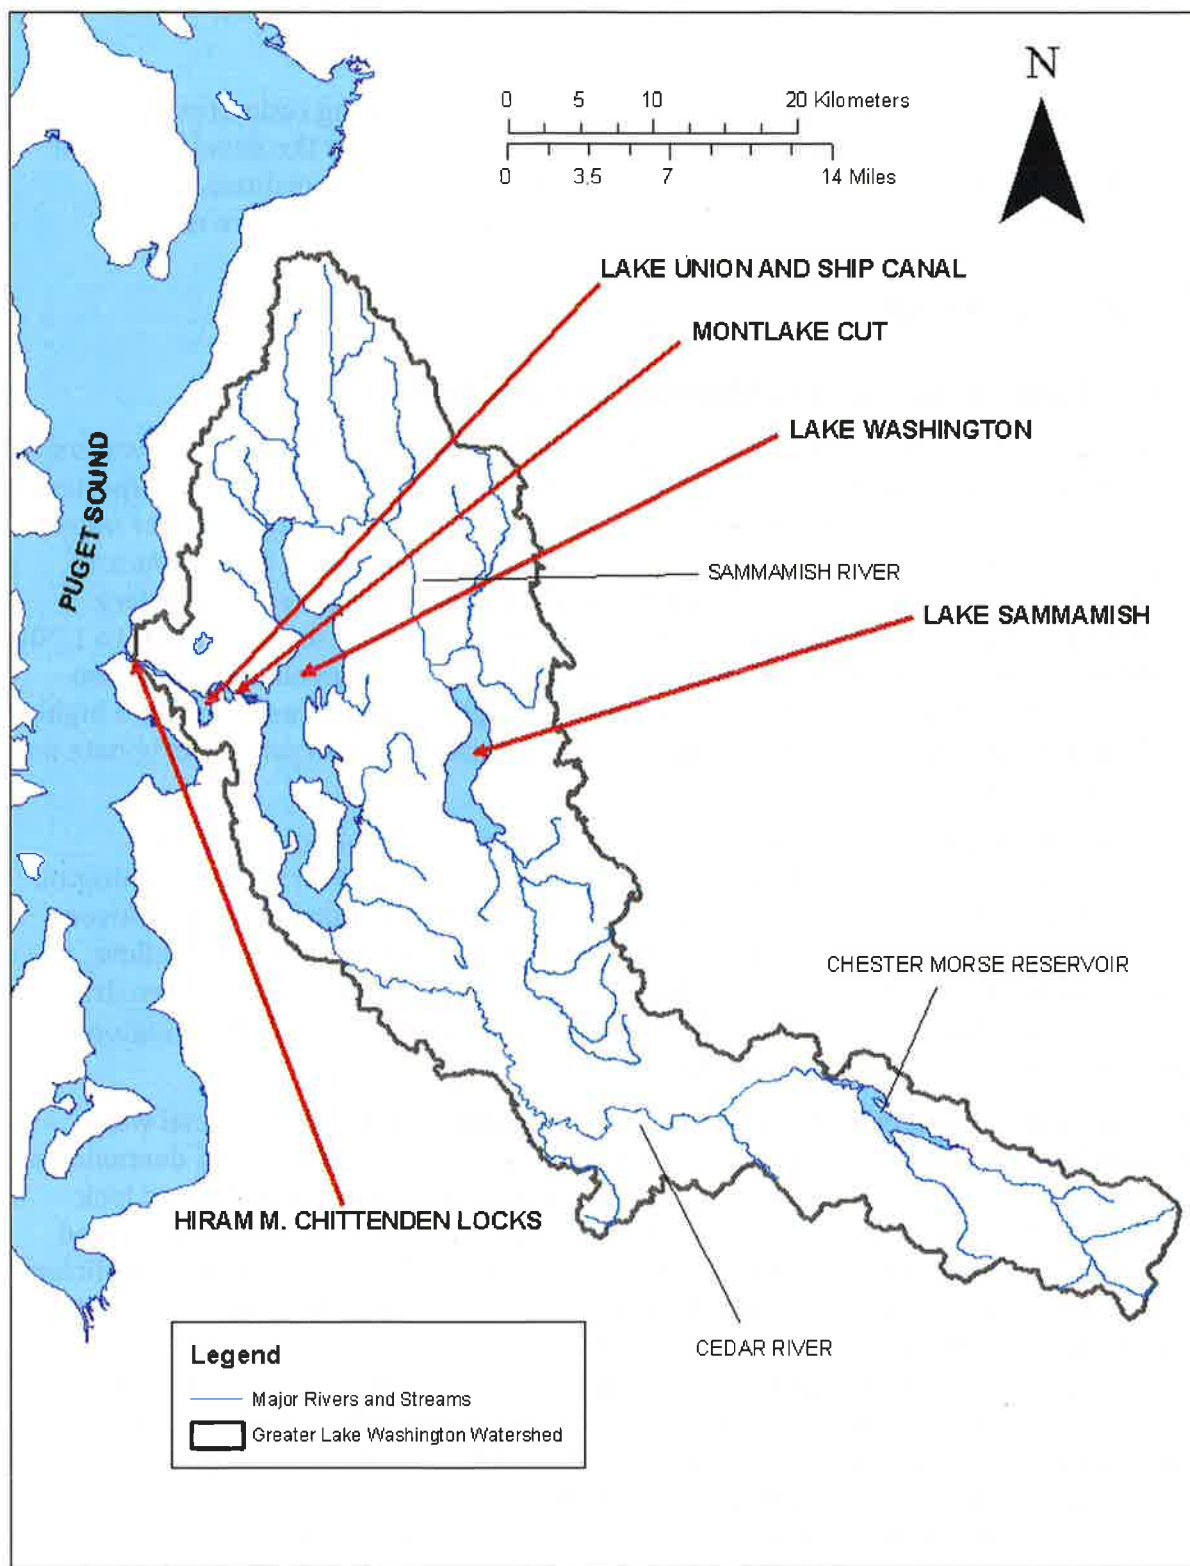 N
0 5 10 20 Kilometers
0 3.5 7 14 Miles
LAKE UNION AND SHIP CANAL
MONTLAKE CUT
LAKE WASHINGTON
PUGET SOUND
SAMMAMISH RIVER
LAKE SAMMAMISH
CHESTER MORSE RESERVOIR
HIRAM M. CHITTENDEN LOCKS
CEDAR RIVER
Legend
Major Rivers and Streams
Greater Lake Washington Watershed